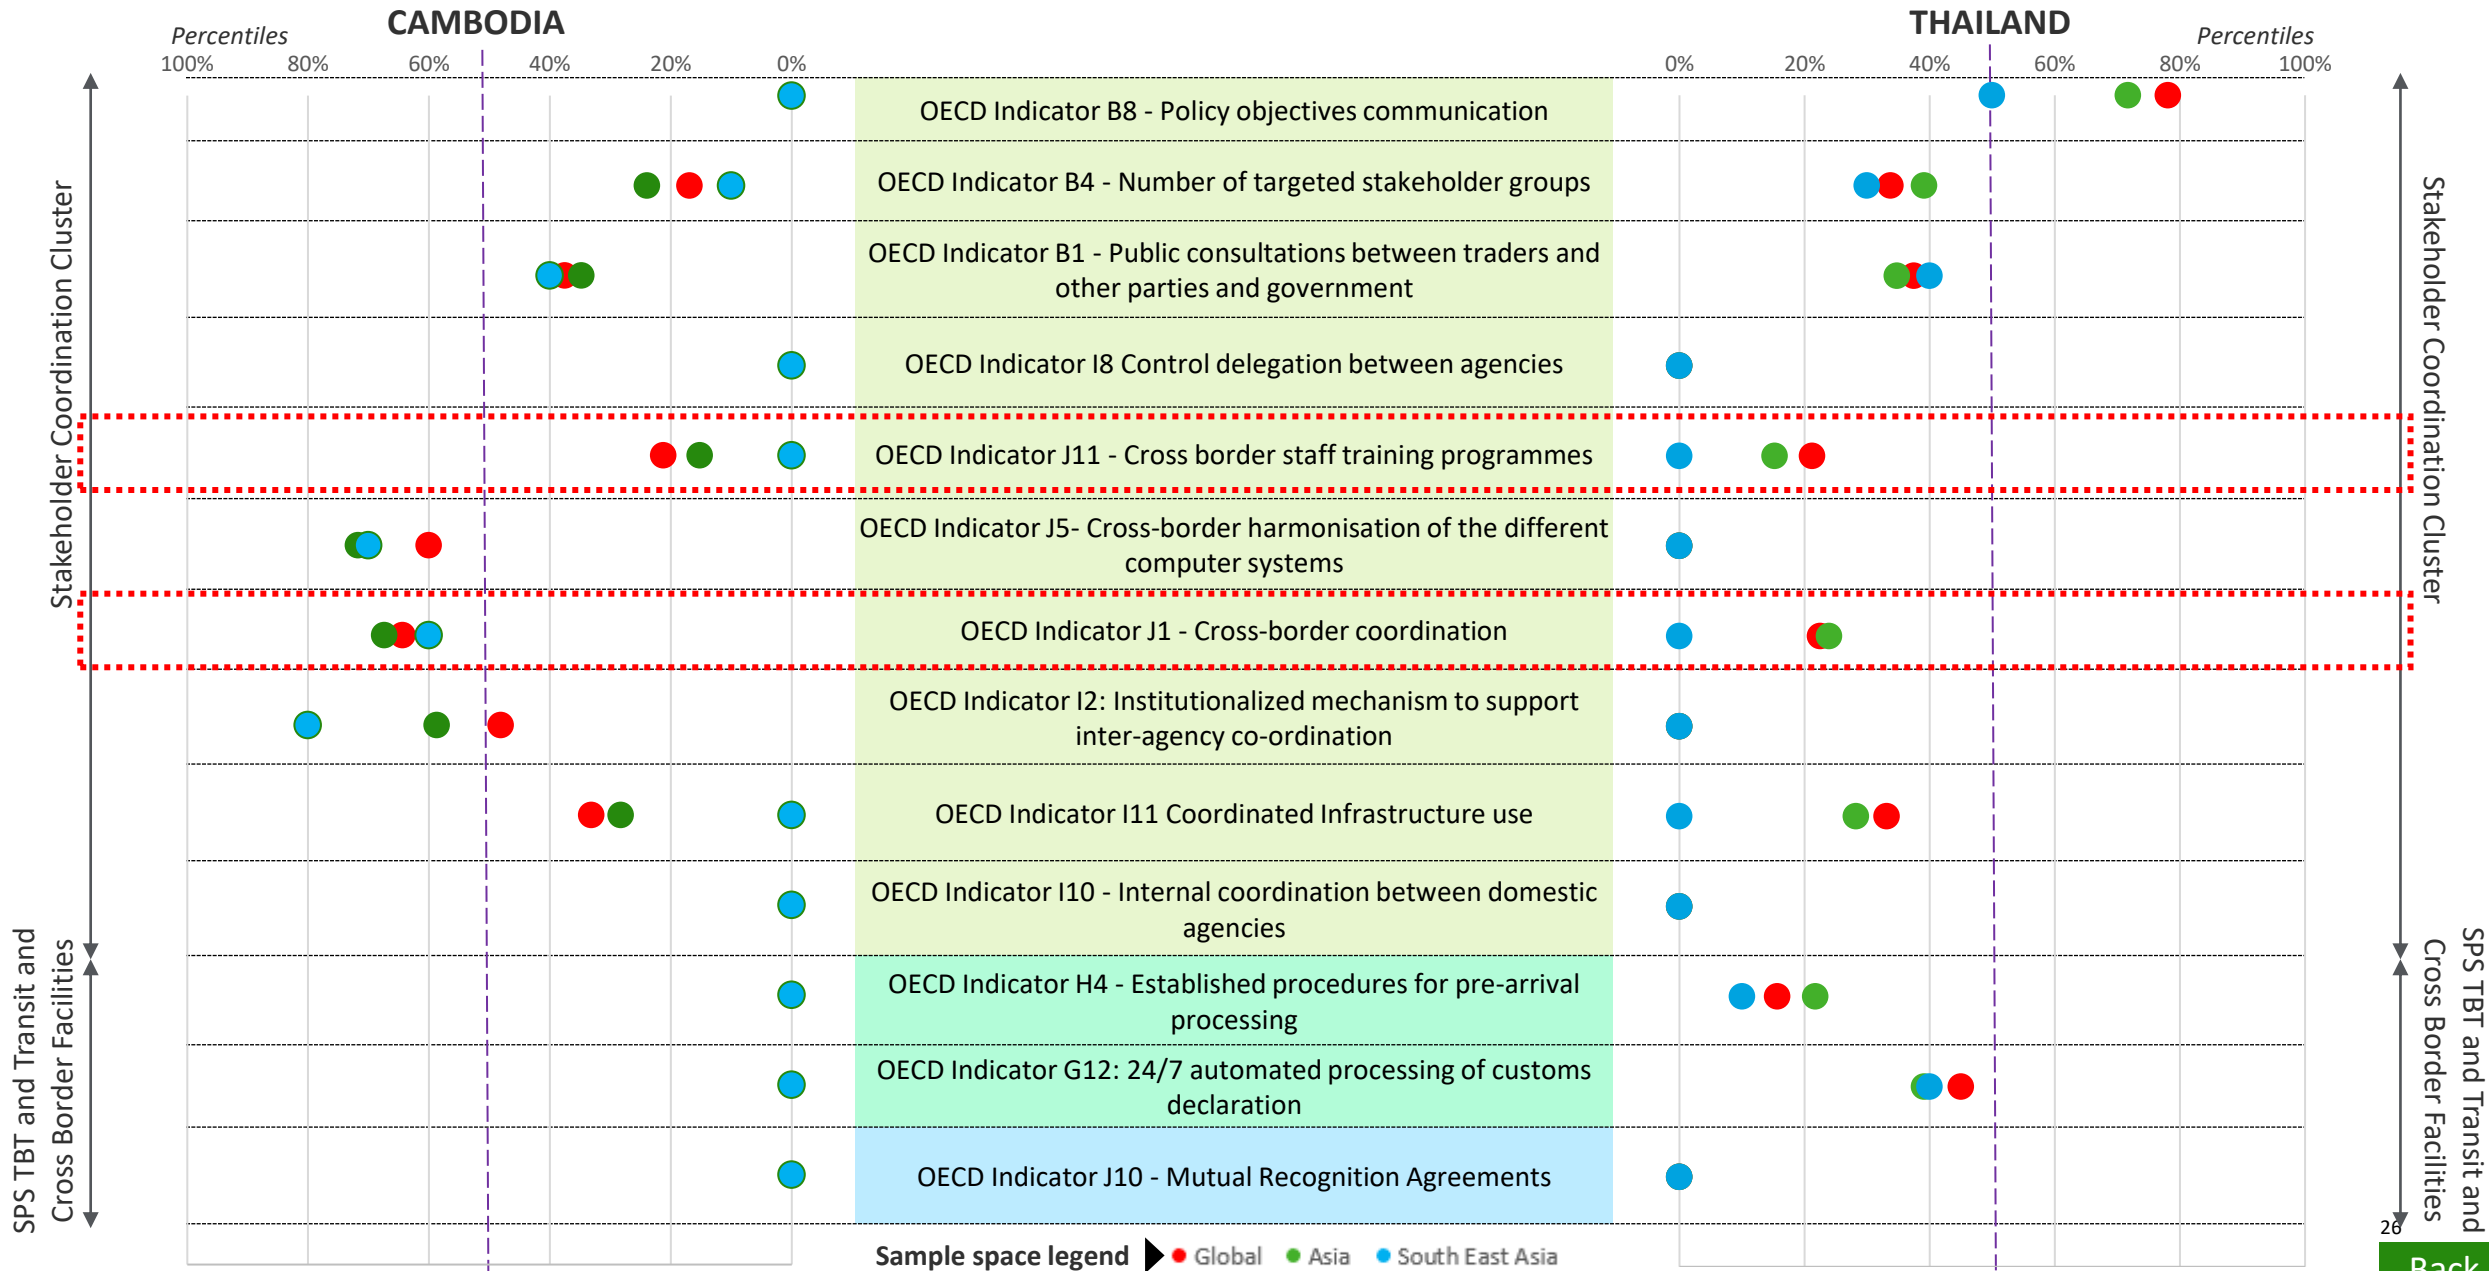 CAMBODIA
THAILAND
Percentiles
Percentiles
100%
80%
60%
40%
20%
0%
0%
20%
40%
60%
80%
100%
Stakeholder Coordination Cluster
SPS TBT and Transit and
Cross Border Facilities
OECD Indicator B8 - Policy objectives communication
OECD Indicator B4 - Number of targeted stakeholder groups
OECD Indicator B1 - Public consultations between traders and
other parties and government
OECD Indicator I8 Control delegation between agencies
OECD Indicator J11 - Cross border staff training programmes
OECD Indicator J5- Cross-border harmonisation of the different
computer systems
OECD Indicator J1 - Cross-border coordination
OECD Indicator I2: Institutionalized mechanism to support
inter-agency co-ordination
OECD Indicator I11 Coordinated Infrastructure use
OECD Indicator I10 - Internal coordination between domestic
agencies
OECD Indicator H4 - Established procedures for pre-arrival
processing
OECD Indicator G12: 24/7 automated processing of customs
declaration
OECD Indicator J10 - Mutual Recognition Agreements
Stakeholder Coordination Cluster
SPS TBT and Transit and
Cross Border Facilities
Sample space legend
Global
Asia
South East Asia
26
Back